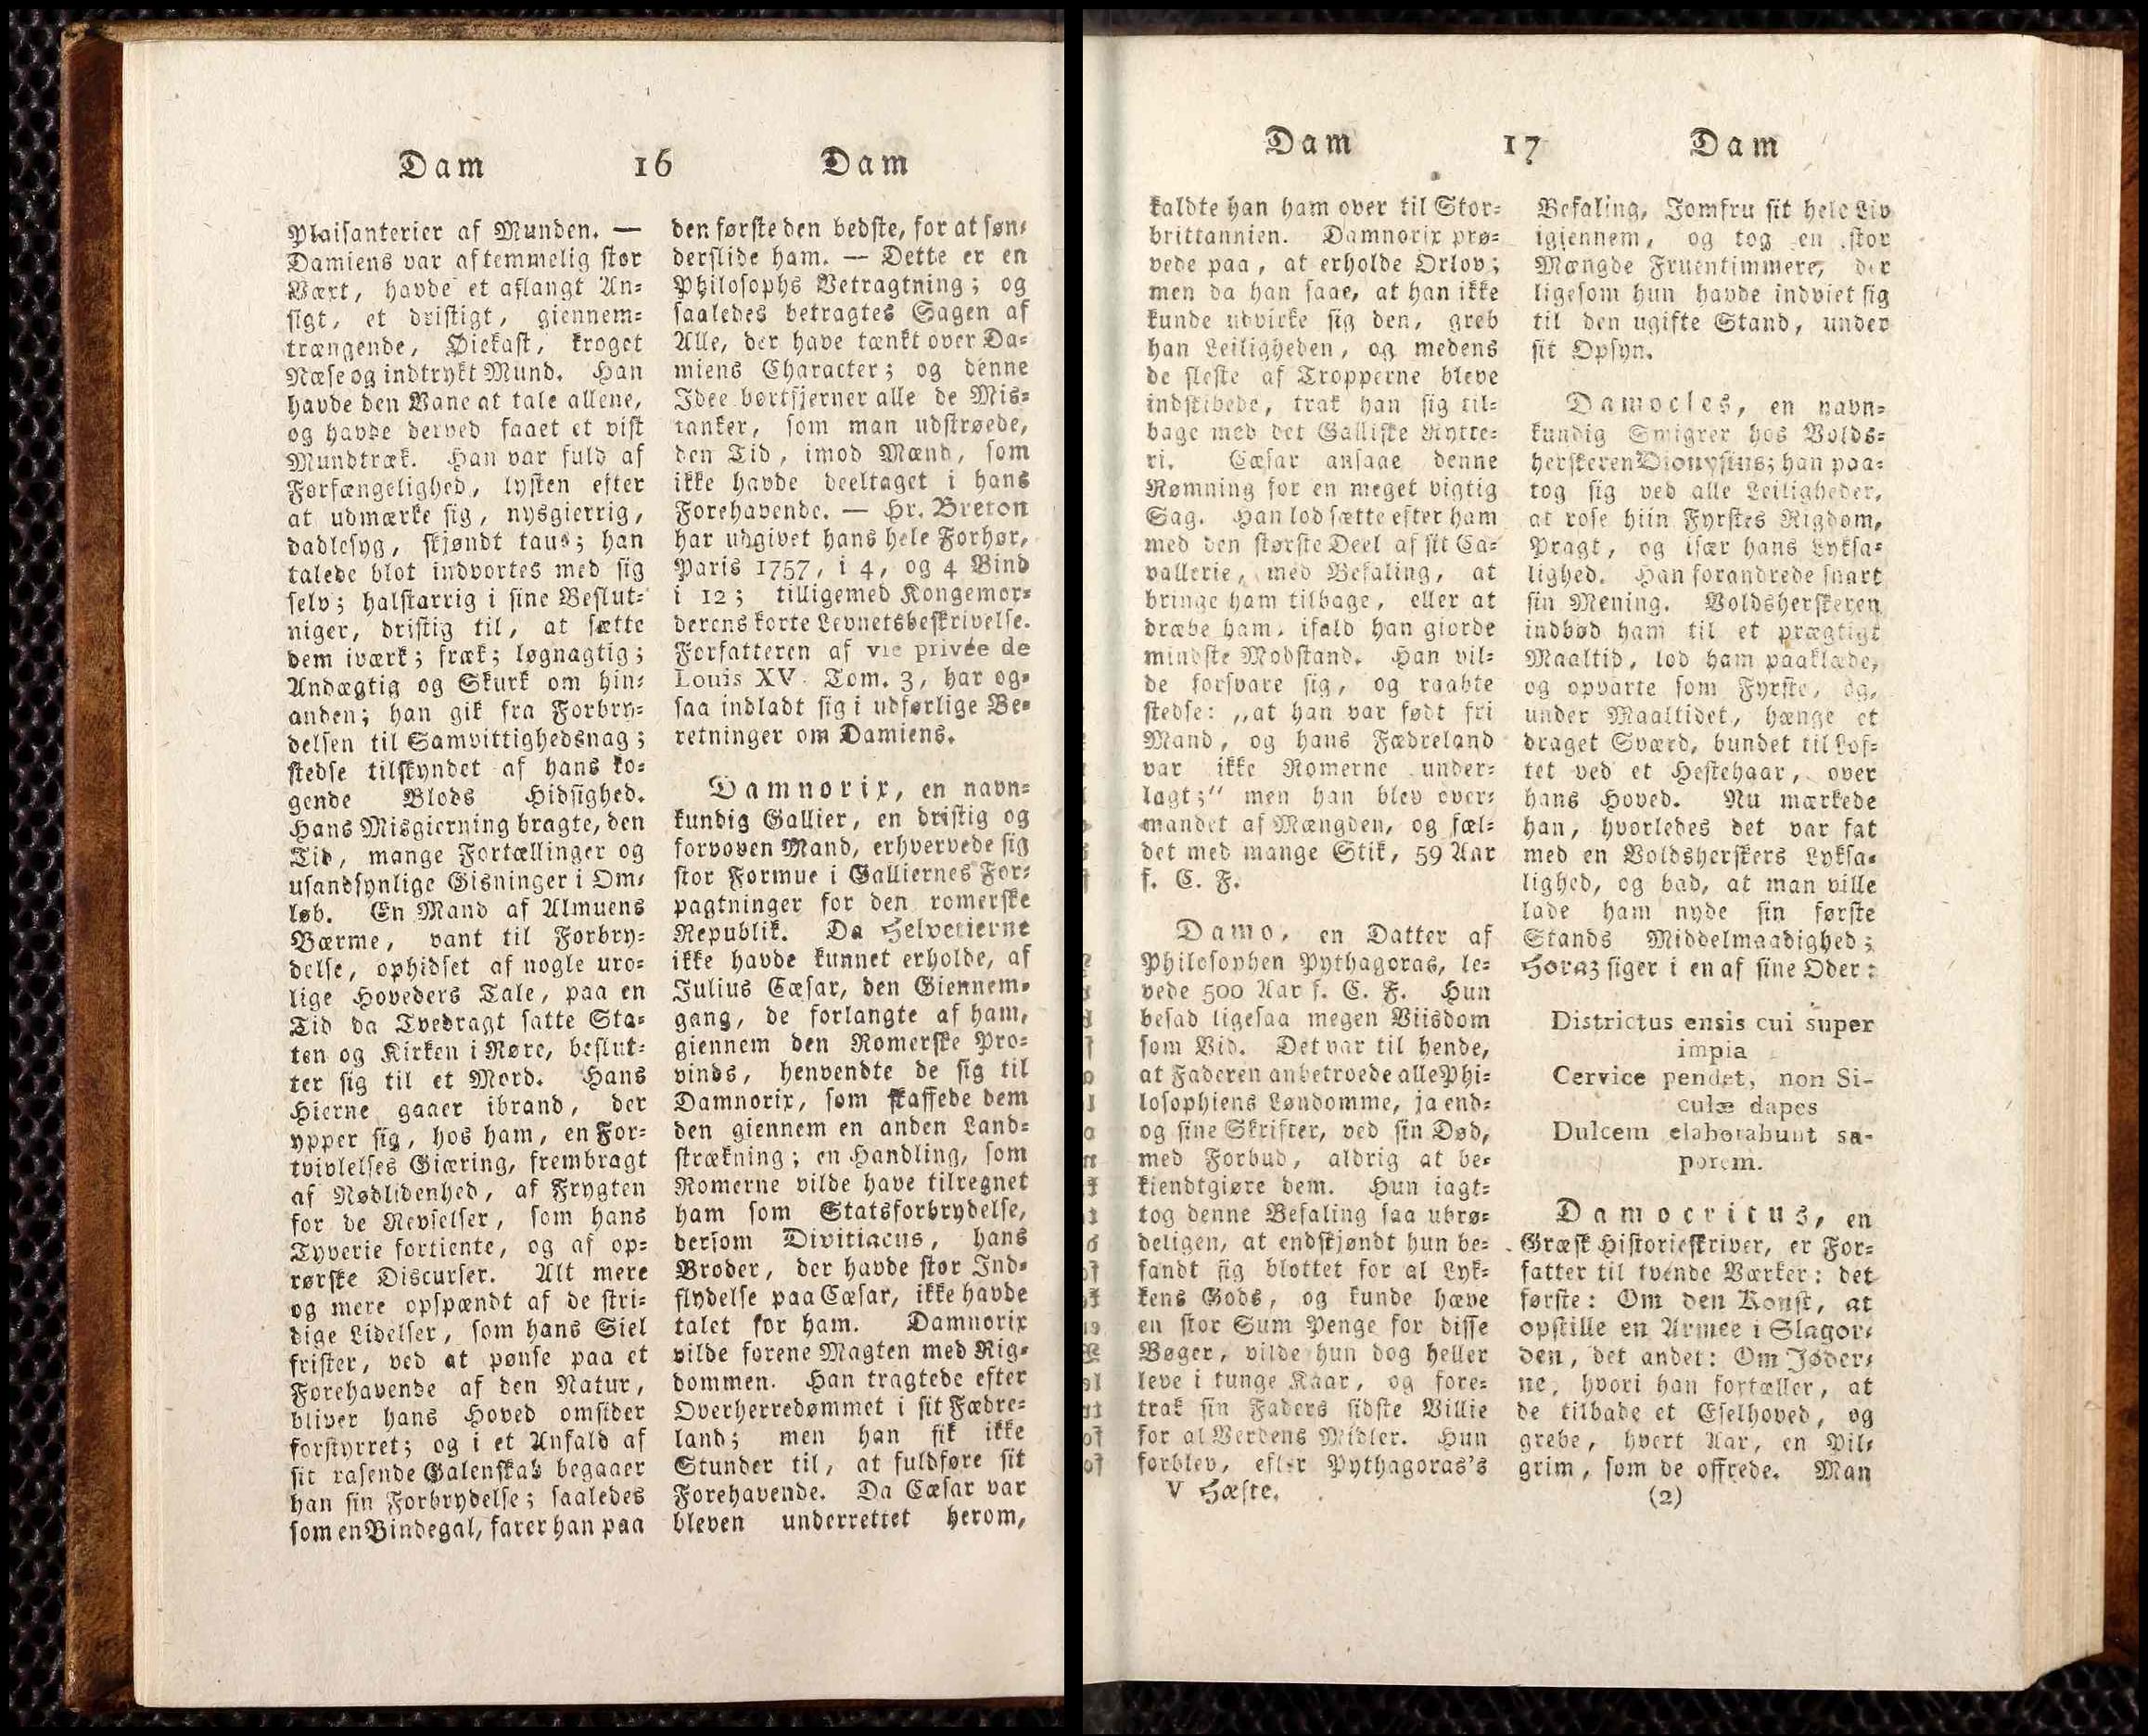 Dam 16 Dam
Plaisanterier af Munden. —
Damiens var af temmelig stor
Vært, havde et aflangt An=
sigt, et dristigt, giennem=
trængende, Øiekast, kroget
Næse og indtrykt Mund. Han
havde den Vane at tale allene,
og havde derved faaet et vist
Mundtræk. Han var fuld af
Forfængelighed, lysten efter
at udmærke sig, nysgierrig,
dadlesyg, skjøndt taus; han
talede blot indvortes med sig
selv; halstarrig i sine Beslut=
niger, dristig til, at sætte
dem iværk; fræk; løgnagtig;
Andægtig og Skurk om hin=
anden; han gik fra Forbry=
delsen til Samvittighedsnag;
stedse tilskyndet af hans ko=
gende Blods Hidsighed.
Hans Misgierning bragte, den
Tid, mange Fortællinger og
usandsynlige Gisninger i Om=
løb. En Mand af Almuens
Bærme, vant til Forbry=
delse, ophidset af nogle uro=
lige Hoveders Tale, paa en
Tid da Tvedragt satte Sta=
ten og Kirken i Røre, beslut=
ter sig til et Mord. Hans
Hierne gaaer ibrand, der
ypper sig, hos ham, en For=
tvivlelses Giæring, frembragt
af Nødlidenhed, af Frygten
for de Revselser, som hans
Tyverie fortiente, og af op=
rørske Discurser. Alt mere
og mere opspændt af de stri=
dige Lidelser, som hans Siel
frister, ved at pønse paa et
Forehavende af den Natur,
bliver hans Hoved omsider
forstyrret; og i et Anfald af
sit rasende Galenskab begaaer
han sin Forbrydelse; saaledes
som en Bindegal, farer han paa
den første den bedste, for at søn=
derslide ham. — Dette er en
Philosophs Betragtning; og
saaledes betragtes Sagen af
Alle, der have tænkt over Da=
miens Character; og denne
Idee bortfjerner alle de Mis=
tanker, som man udstrøede,
den Tid, imod Mænd, som
ikke havde deeltaget i hans
Forehavende. — Hr. Breton
har udgivet hans hele Forhør,
Paris 1757, i 4, og 4 Bind
i 12; tilligemed Kongemor=
derens korte Levnetsbeskrivelse.
Forfatteren af vie privée de
Louis XV. Tom. 3, har og=
saa indladt sig i udførlige Be=
retninger om Damiens.
Damnorix, en navn=
kundig Gallier, en dristig og
forvoven Mand, erhvervede sig
stor Formue i Galliernes For=
pagtninger for den romerske
Republik. Da Helvetierne
ikke havde kunnet erholde, af
Julius Cæsar, den Giennem=
gang, de forlangte af ham,
giennem den Romerske Pro=
vinds, henvendte de sig til
Damnorix, som skaffede dem
den giennem en anden Land=
strækning; en Handling, som
Romerne vilde have tilregnet
ham som Statsforbrydelse,
dersom Divitiacus, hans
Broder, der havde stor Ind=
flydelse paa Cæsar, ikke havde
talet for ham. Damnorix
vilde forene Magten med Rig=
dommen. Han tragtede efter
Overherredømmet i sit Fædre=
land; men han fik ikke
Stunder til, at fuldføre sit
Forehavende. Da Cæsar var
bleven underrettet herom,
Dam 17 Dam
kaldte han ham over til Stor=
brittannien. Damnorix prø=
vede paa, at erholde Orlov;
men da han saae, at han ikke
kunde udvirke sig den, greb
han Leiligheden, og medens
de fleste af Tropperne bleve
indskibede, trak han sig til=
bage med det Galliske Rytte=
ri. Cæsar ansaae denne
Rømning for en meget vigtig
Sag. Han lod sætte efter ham
med den største Deel af sit Ca=
vallerie, med Befaling, at
bringe ham tilbage, eller at
dræbe ham, ifald han giorde
mindste Modstand. Han vil=
de forsvare sig, og raabte
stedse: „at han var født fri
Mand, og hans Fædreland
var ikke Romerne under=
lagt;“ men han blev over=
mandet af Mængden, og fæl=
det med mange Stik, 59 Aar
f. C. F.
Damo, en Datter af
Philosophen Pythagoras, le=
vede 500 Aar f. C. F. Hun
besad ligesaa megen Viisdom
som Vid. Det var til hende,
at Faderen anbetroede alle Phi=
losophiens Løndomme, ja end=
og sine Skrifter, ved sin Død,
med Forbud, aldrig at be=
kiendtgiøre dem. Hun iagt=
tog denne Befaling saa ubrø=
deligen, at endskjøndt hun be=
fandt sig blottet for al Lyk=
kens Gods, og kunde hæve
en stor Sum Penge for disse
Bøger, vilde hun dog heller
leve i tunge Kaar, og fore=
trak sin Faders sidste Villie
for al Verdens Midler. Hun
forblev, efter Pythagoras's
V Hæfte.
Befaling, Jomfru sit hele Liv
igiennem, og tog en stor
Mængde Fruentimmere, der
ligesom hun havde indviet sig
til den ugifte Stand, under
sit Opsyn.
Damocles, en navn=
kundig Smigrer hos Volds=
herskeren Dionysius; han paa=
tog sig ved alle Leiligheder,
at rose hiin Fyrstes Rigdom,
Pragt, og især hans Lyksa=
lighed. Han forandrede snart
sin Mening. Voldsherskeren
indbød ham til et prægtigt
Maaltid, lod ham paaklæde,
og opvarte som Fyrste, og,
under Maaltidet, hænge et
draget Sværd, bundet til Lof=
tet ved et Hestehaar, over
hans Hoved. Nu mærkede
han, hvorledes det var fat
med en Voldsherskers Lyksa=
lighed, og bad, at man ville
lade ham nyde sin første
Stands Middelmaadighed;
Horaz siger i en af sine Oder:
Districtus ensis cui super
impia
Cervice pendet, non Si-
culæ dapes
Dulcem elaborabunt sa-
porem.
Damocritus, en
Græsk Historieskriver, er For=
fatter til tvende Værker: det
første: Om den Konst, at
opstille en Armee i Slagor=
den, det andet: Om Jøder=
ne, hvori han fortæller, at
de tilbade et Eselhoved, og
grebe, hvert Aar, en Pil=
grim, som de offrede. Man
(2)